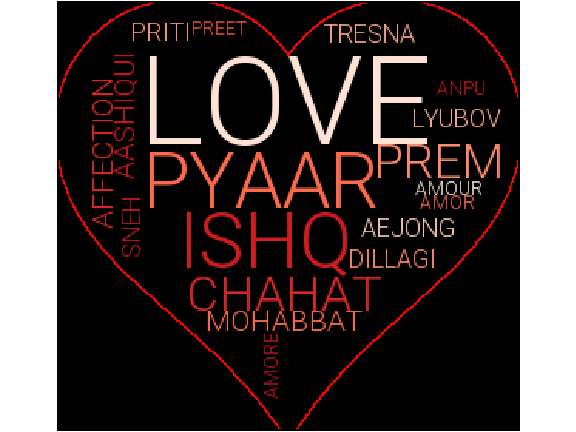 PRITI
PREET
TRESNA
LOVE
ANPU
LYUBOV
AFFECTION
AASHIQUI
PYAAR
PREM
AMOUR
AMOR
SNEH
ISHQ
AEJONG
DILLAGI
CHAHAT
MOHABBAT
AMORE